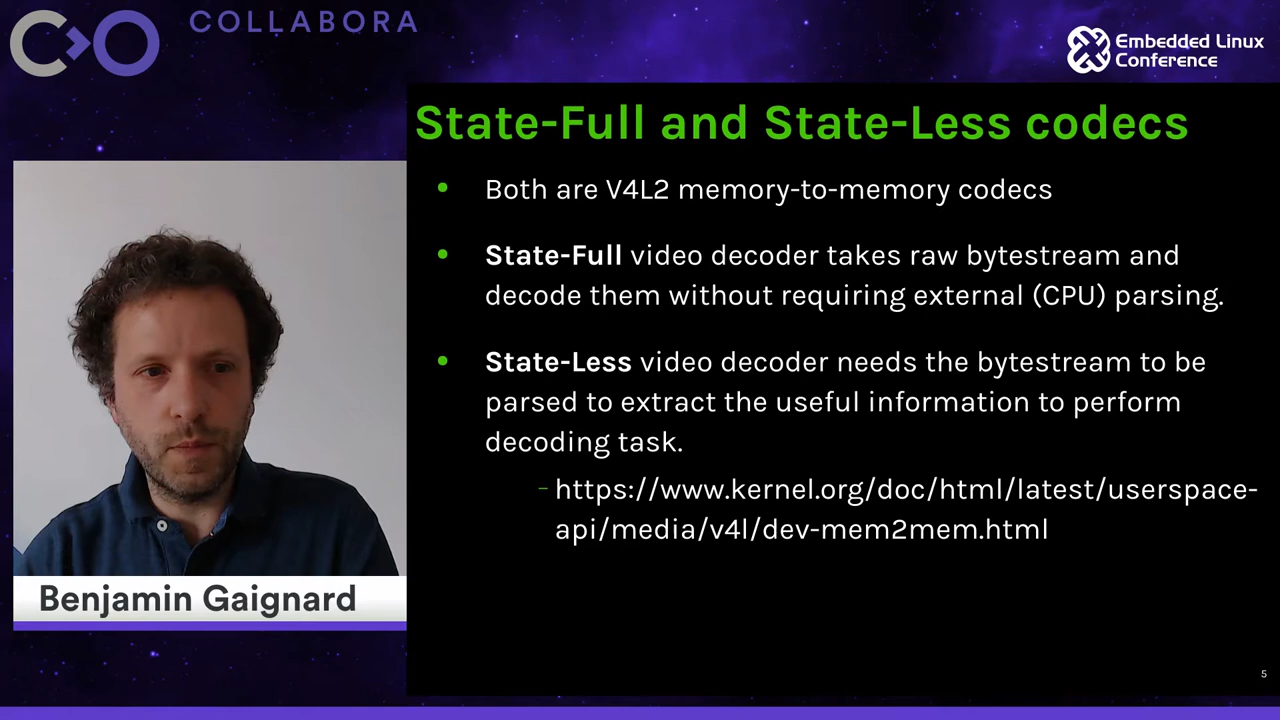 COLLABORA
Embedded Linux
Conference
State-Full and State-Less codecs
Both are V4L2 memory-to-memory codecs
State-Full video decoder takes raw bytestream and
decode them without requiring external (CPU) parsing.
State-Less video decoder needs the bytestream to be
parsed to extract the useful information to perform
decoding task.
https://www.kernel.org/doc/html/latest/userspace-
api/media/v4l/dev-mem2mem.html
Benjamin Gaignard
5